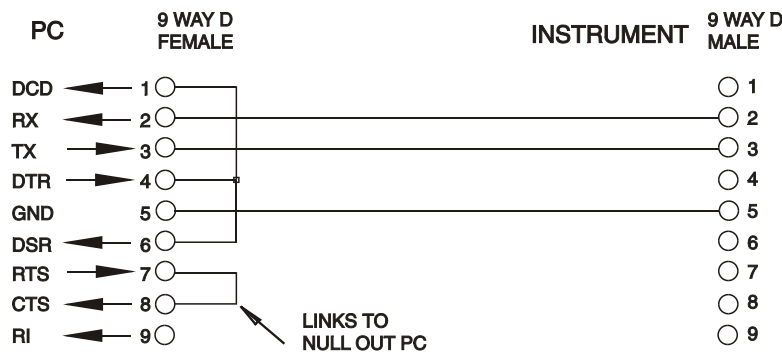 PC
9 WAY D
FEMALE
INSTRUMENT
9 WAY D
MALE
DCD 1 1
RX 2 2
TX 3 3
DTR 4 4
GND 5 5
DSR 6 6
RTS 7 7
CTS 8 8
RI 9 9
LINKS TO
NULL OUT PC